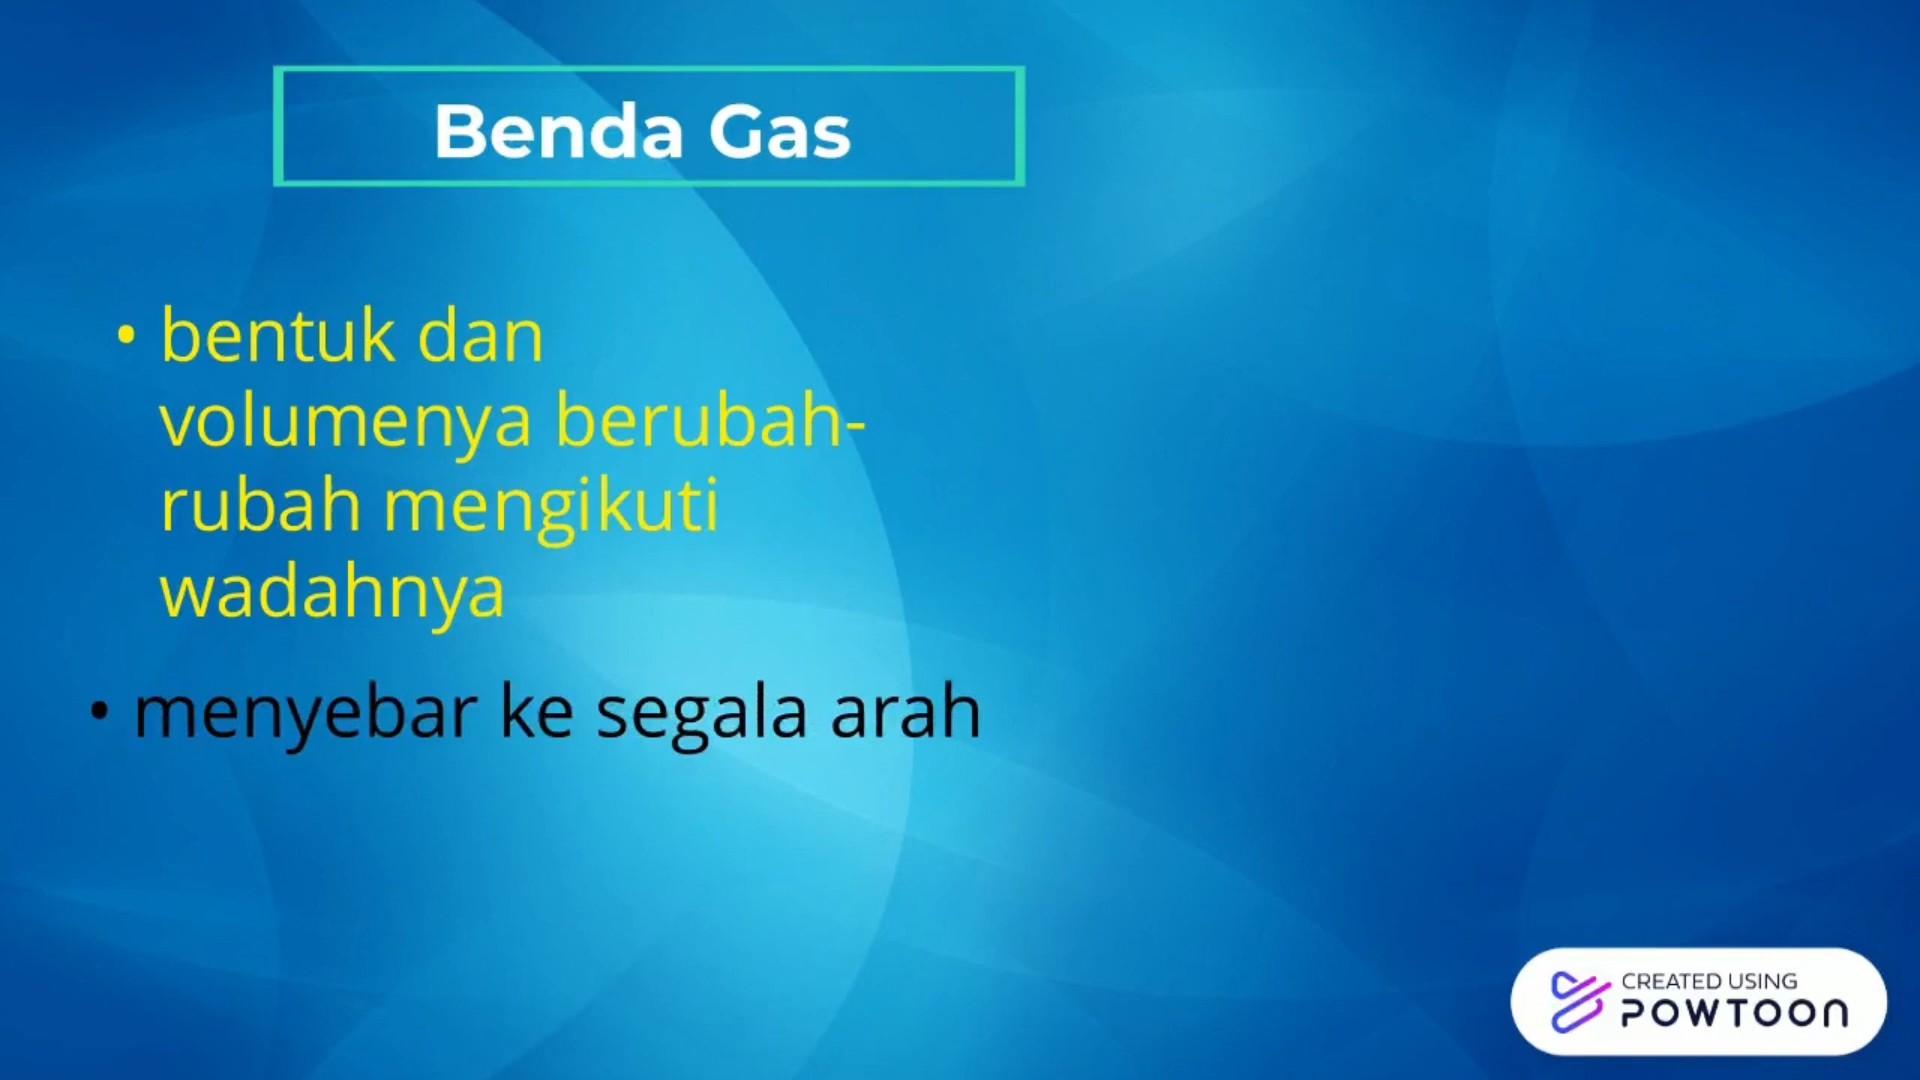 Benda Gas
• bentuk dan
volumenya berubah-
rubah mengikuti
wadahnya
• menyebar ke segala arah
CREATED USING
POWTOON